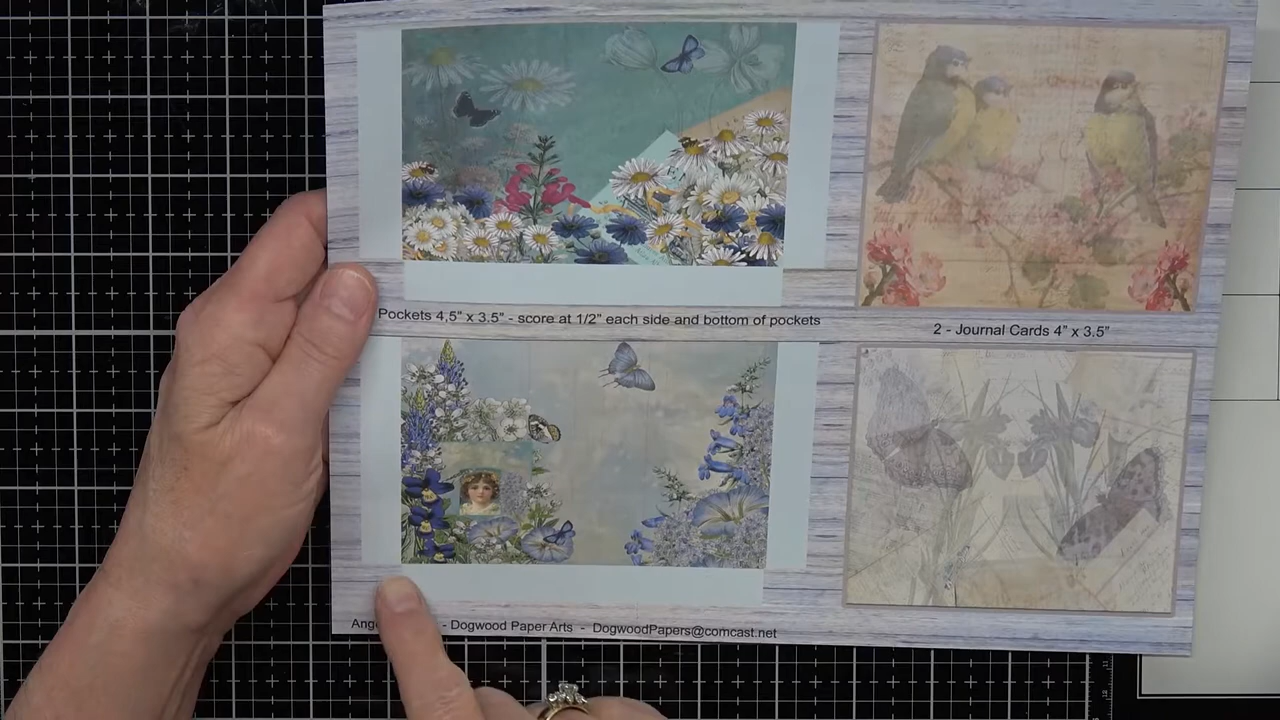 Pockets 4,5" x 3.5" - score at 1/2" each side and bottom of pockets
2 - Journal Cards 4" x 3.5"
- Dogwood Paper Arts - DogwoodPapers@comcast.net